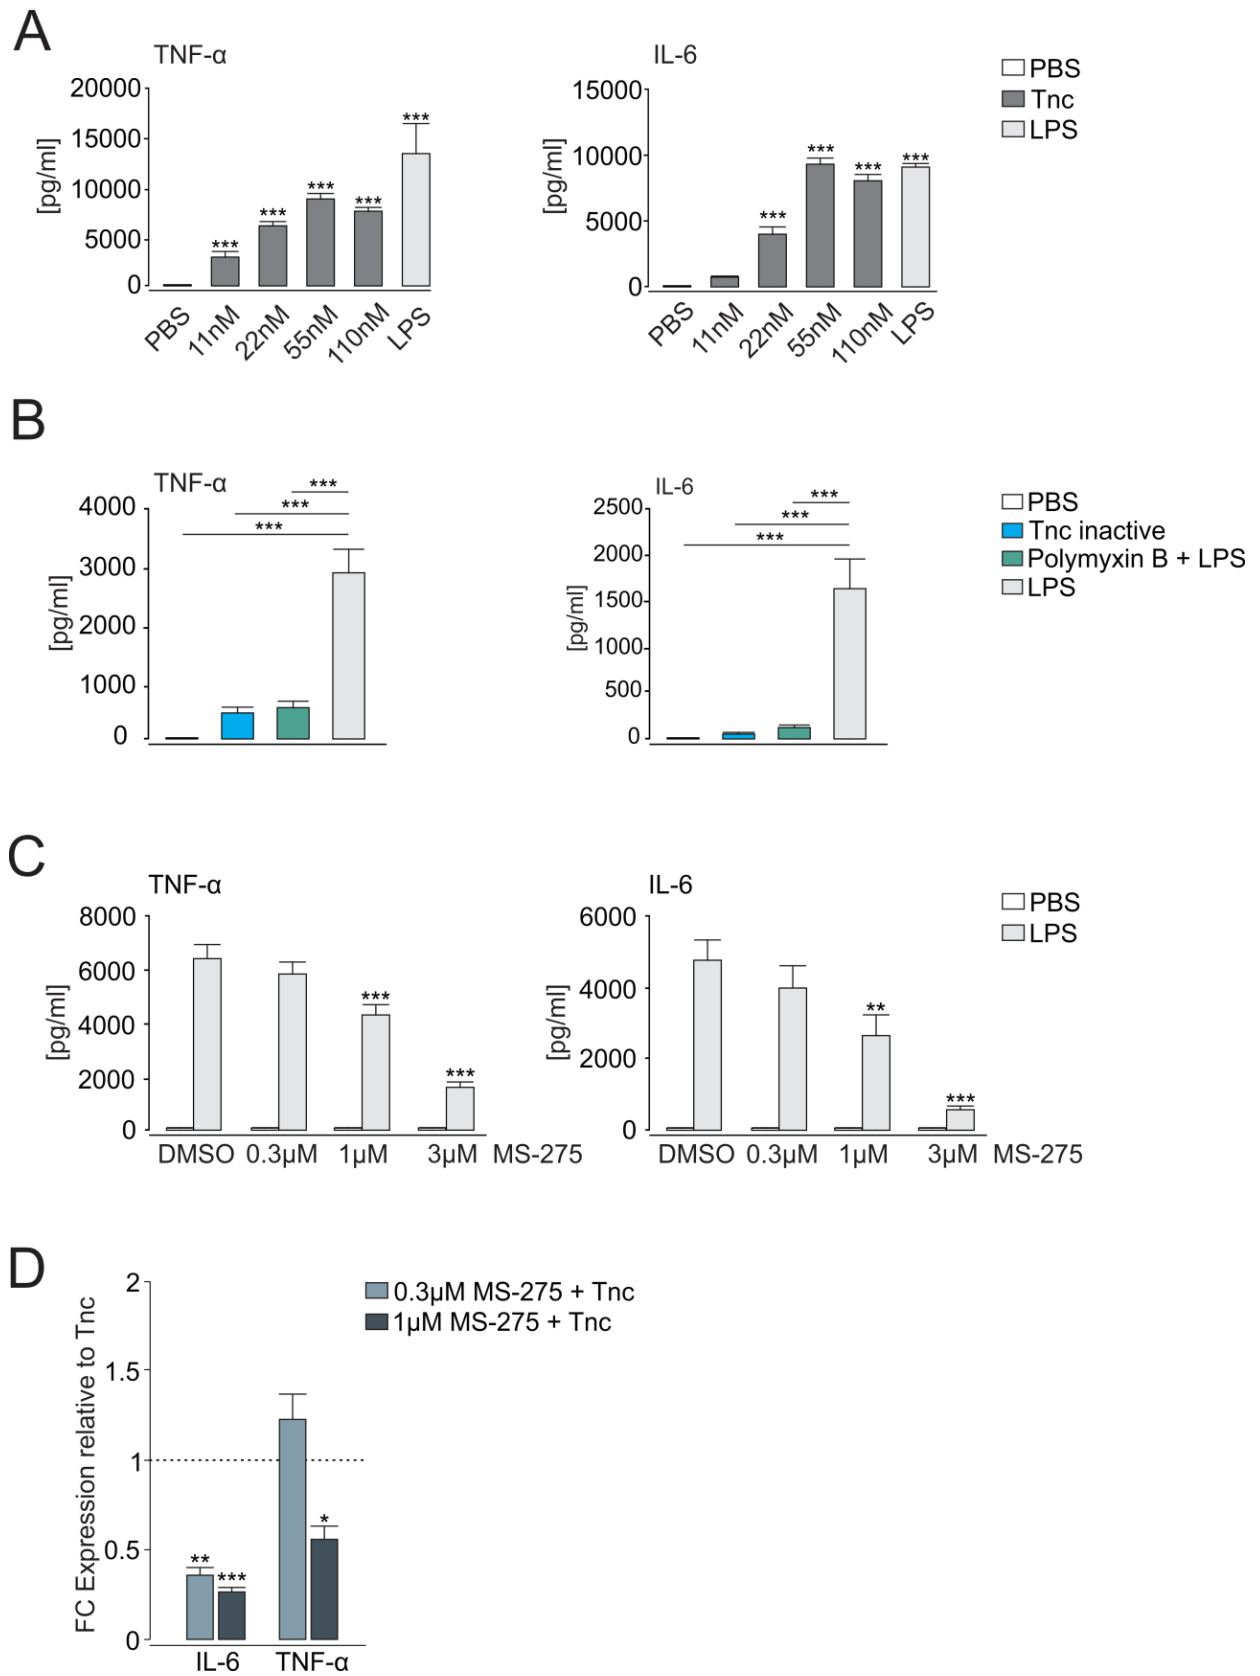 A
TNF-α
IL-6
PBS
Tnc
LPS
[pg/ml]
20000
15000
10000
5000
0
*** *** *** *** ***
PBS 11nM 22nM 55nM 110nM LPS
[pg/ml]
15000
10000
5000
0
*** *** *** ***
PBS 11nM 22nM 55nM 110nM LPS
B
TNF-α
IL-6
PBS
Tnc inactive
Polymyxin B + LPS
LPS
[pg/ml]
4000
3000
2000
1000
0
***
***
***
[pg/ml]
2500
2000
1500
1000
500
0
***
***
***
C
TNF-α
IL-6
PBS
LPS
[pg/ml]
8000
6000
4000
2000
0
*** ***
DMSO 0.3µM 1µM 3µM MS-275
[pg/ml]
6000
4000
2000
0
** ***
DMSO 0.3µM 1µM 3µM MS-275
D
FC Expression relative to Tnc
2
1.5
1
0.5
0
0.3µM MS-275 + Tnc
1µM MS-275 + Tnc
** *** *
IL-6 TNF-α